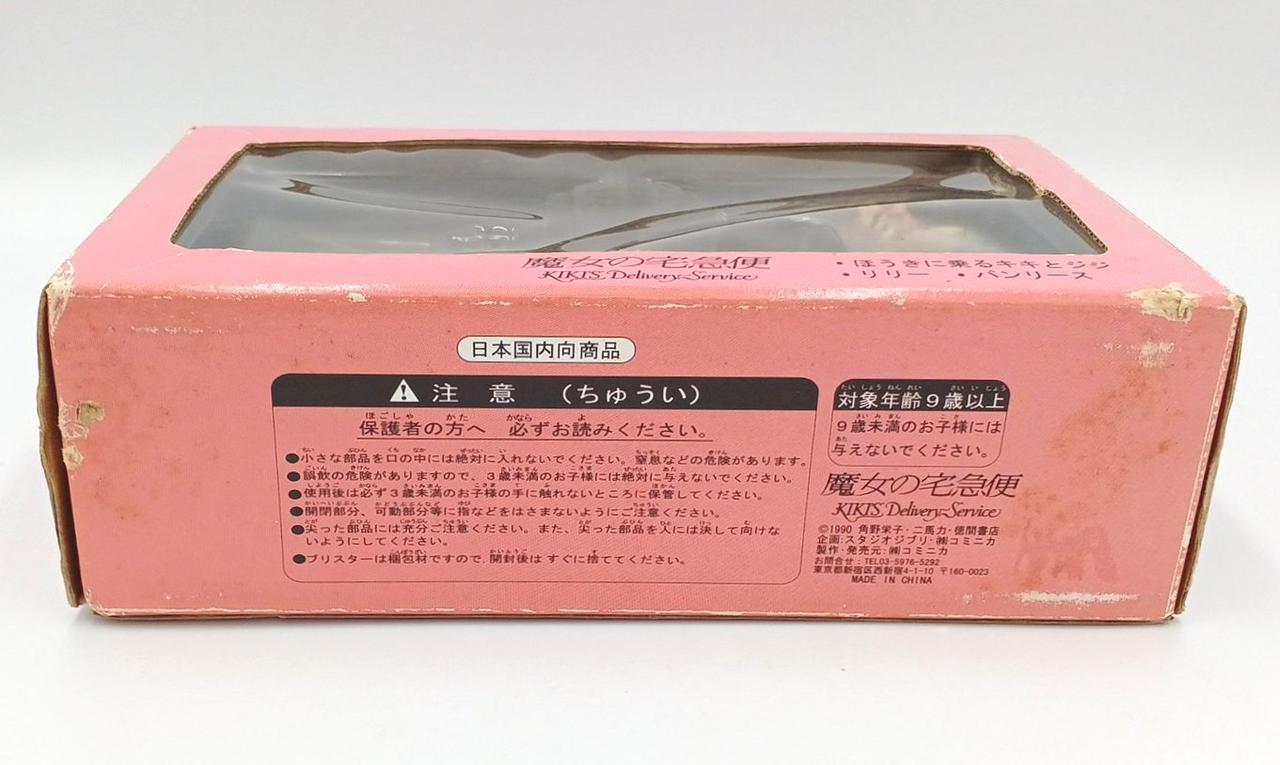 魔女の宅急便
KIKI'S Delivery Service
・ほうきに乗るキキとジジ
・リリー ・パンリース
日本国内向商品
注 意 (ちゅうい)
保護者の方へ 必ずお読みください。
●小さな部品を口の中には絶対に入れないでください。窒息などの危険があります。
●誤飲の危険がありますので、3歳未満のお子様には絶対に与えないでください。
●使用後は必ず3歳未満のお子様の手に触れないところに保管してください。
●開閉部分、可動部分等に指などをはさまないようにご注意ください。
●尖った部品には充分ご注意ください。また、尖った部品を人には決して向けな
いようにしてください。
●ブリスターは梱包材ですので、開封後はすぐに捨ててください。
対象年齢9歳以上
9歳未満のお子様には
与えないでください。
魔女の宅急便
KIKI'S Delivery Service
©1990 角野栄子・二馬力・徳間書店
企画:スタジオジブリ・㈱コミニカ
製作・発売元:㈱コミニカ
お問合せ:TEL03-5976-5292
東京都新宿区西新宿4-1-10 〒160-0023
MADE IN CHINA